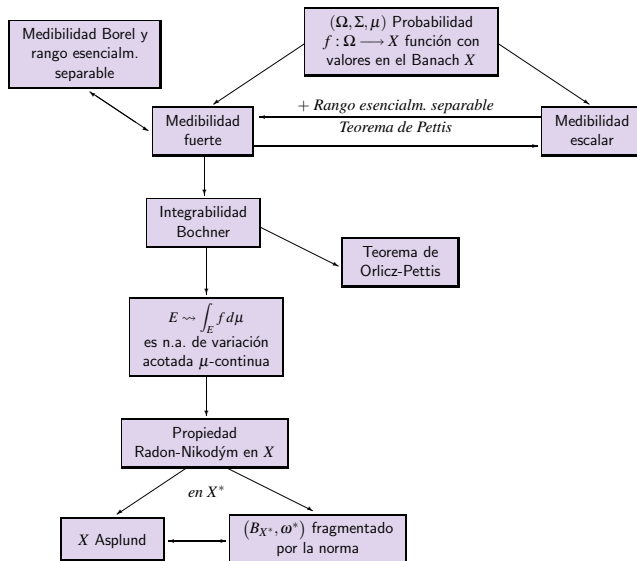 Medibilidad Borel y
rango esencialm.
separable
(Ω, Σ, μ) Probabilidad
f : Ω ⟶ X función con
valores en el Banach X
+ Rango esencialm. separable
Teorema de Pettis
Medibilidad
fuerte
Medibilidad
escalar
Integrabilidad
Bochner
Teorema de
Orlicz-Pettis
E ⇝ ∫_E f dμ
es n.a. de variación
acotada μ-continua
Propiedad
Radon-Nikodým en X
en X*
X Asplund
(B_{X*}, ω*) fragmentado
por la norma